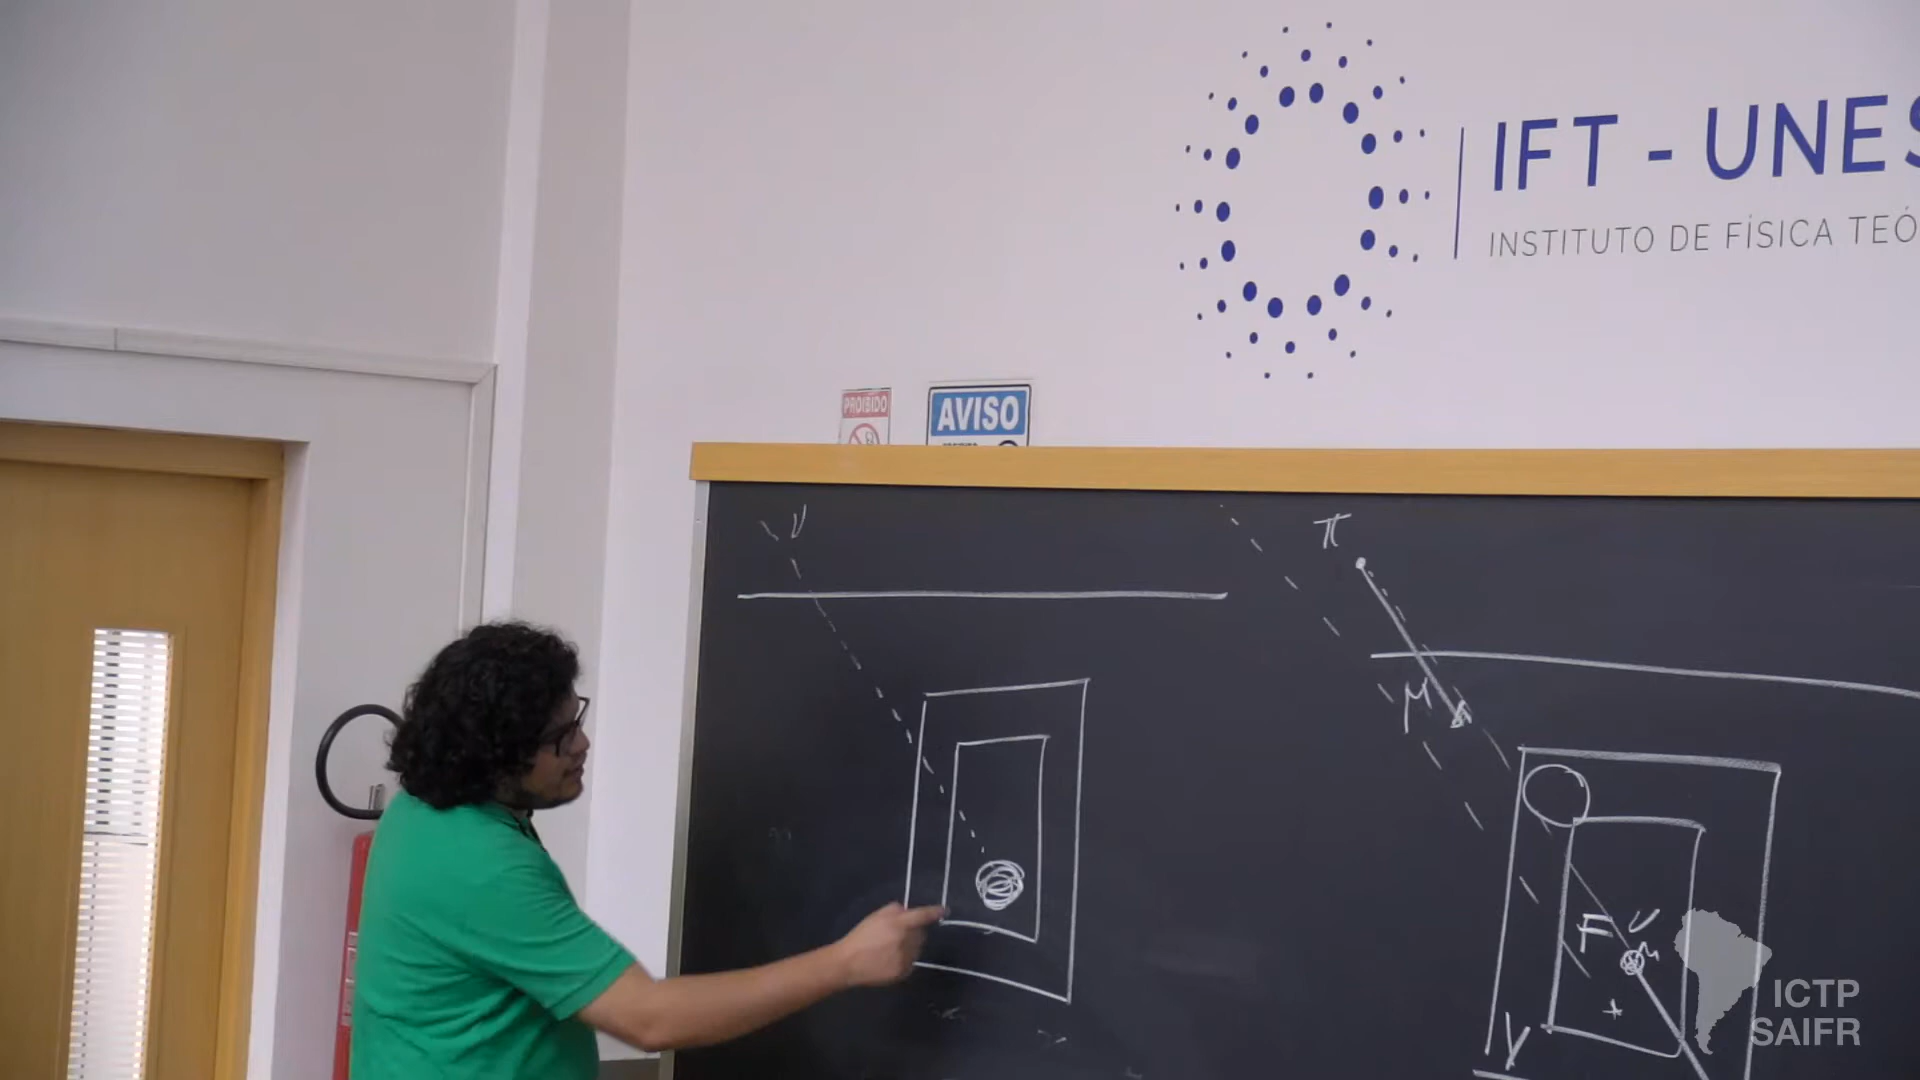 IFT - UNES
INSTITUTO DE FÍSICA TEÓ
PROIBIDO
AVISO
ν
π
μ
F
ν
μ
V
ICTP
SAIFR